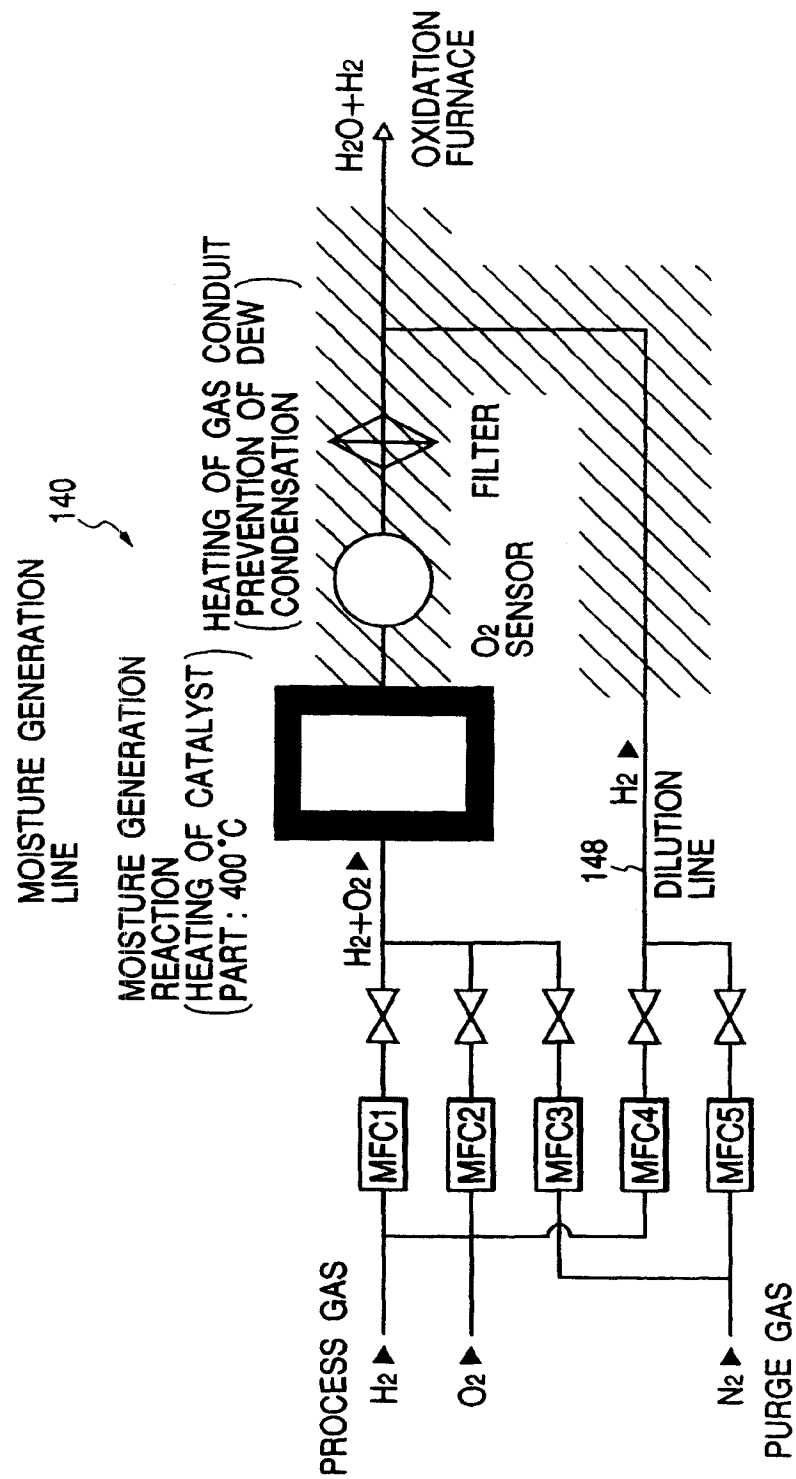 MOISTURE GENERATION
LINE
140
MOISTURE GENERATION
REACTION
(HEATING OF CATALYST
PART : 400°C)
HEATING OF GAS CONDUIT
(PREVENTION OF DEW
CONDENSATION)
PROCESS GAS
H2
O2
N2
PURGE GAS
MFC1
MFC2
MFC3
MFC4
MFC5
H2+O2
148
H2
DILUTION
LINE
O2
SENSOR
FILTER
H2O+H2
OXIDATION
FURNACE